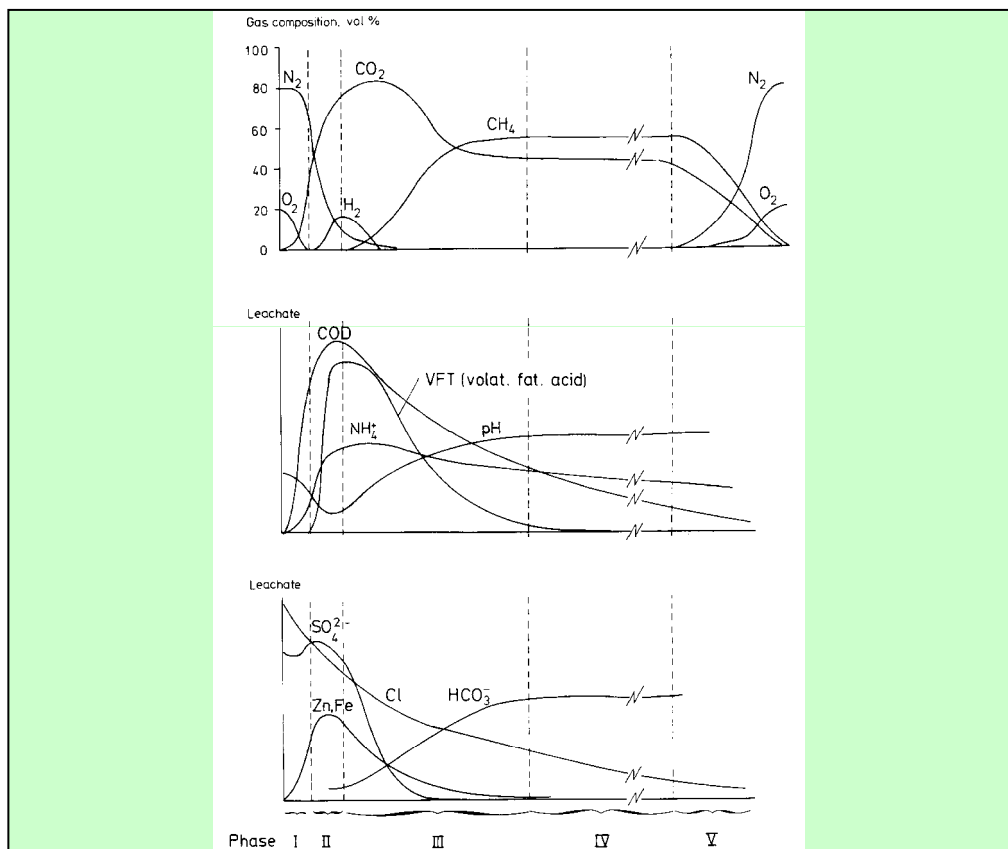 Gas composition, vol %
100
80
60
40
20
0
N₂
CO₂
CH₄
N₂
O₂
H₂
O₂
Leachate
COD
VFT (volat. fat. acid)
NH₄⁺
pH
Leachate
SO₄²⁻
Cl
HCO₃⁻
Zn,Fe
Phase I II III IV V